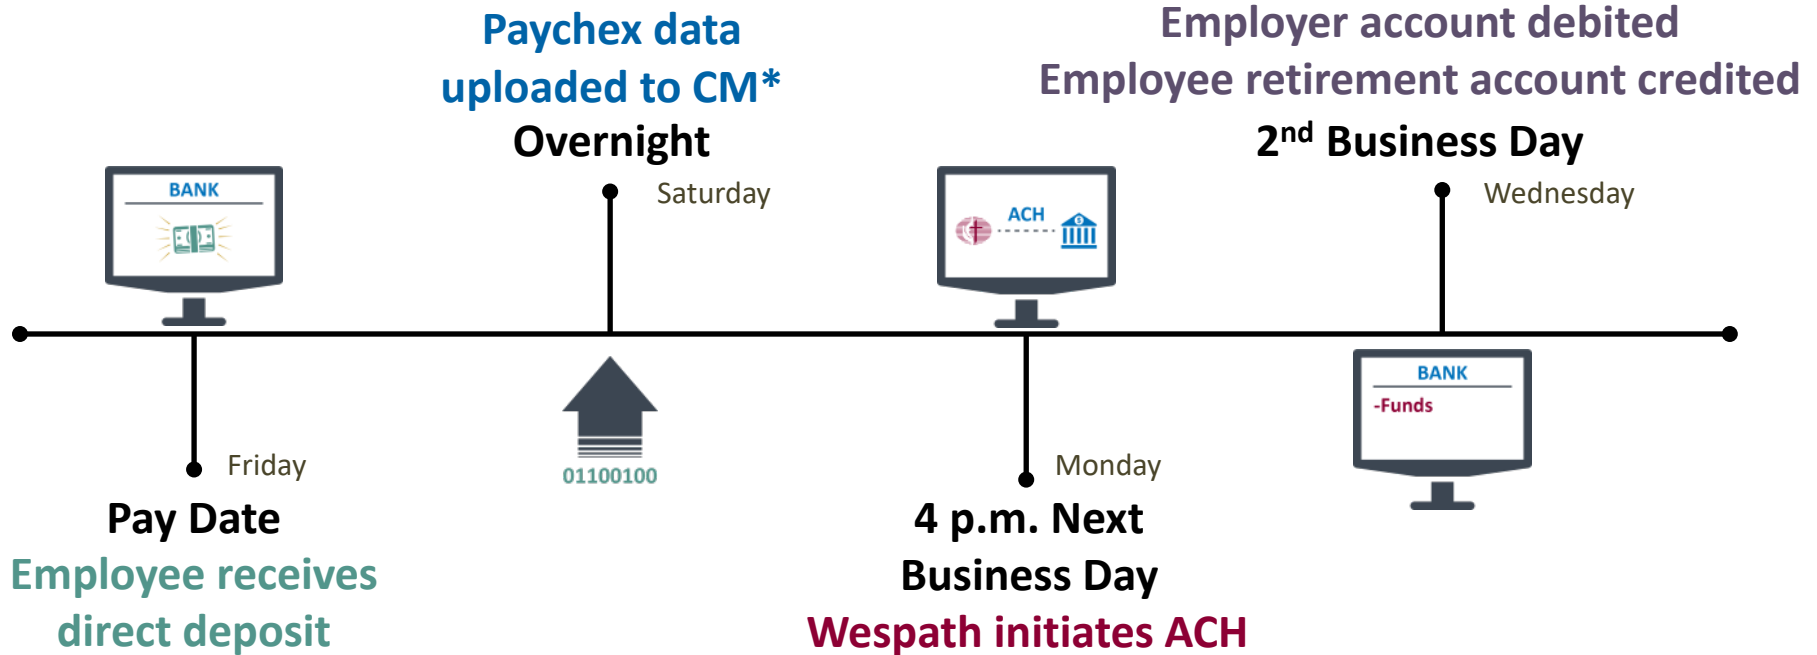 Paychex data
uploaded to CM*
Overnight
Saturday
Employer account debited
Employee retirement account credited
2nd Business Day
Wednesday
BANK
ACH
$
BANK
-Funds
01100100
Friday
Pay Date
Employee receives
direct deposit
Monday
4 p.m. Next
Business Day
Wespath initiates ACH